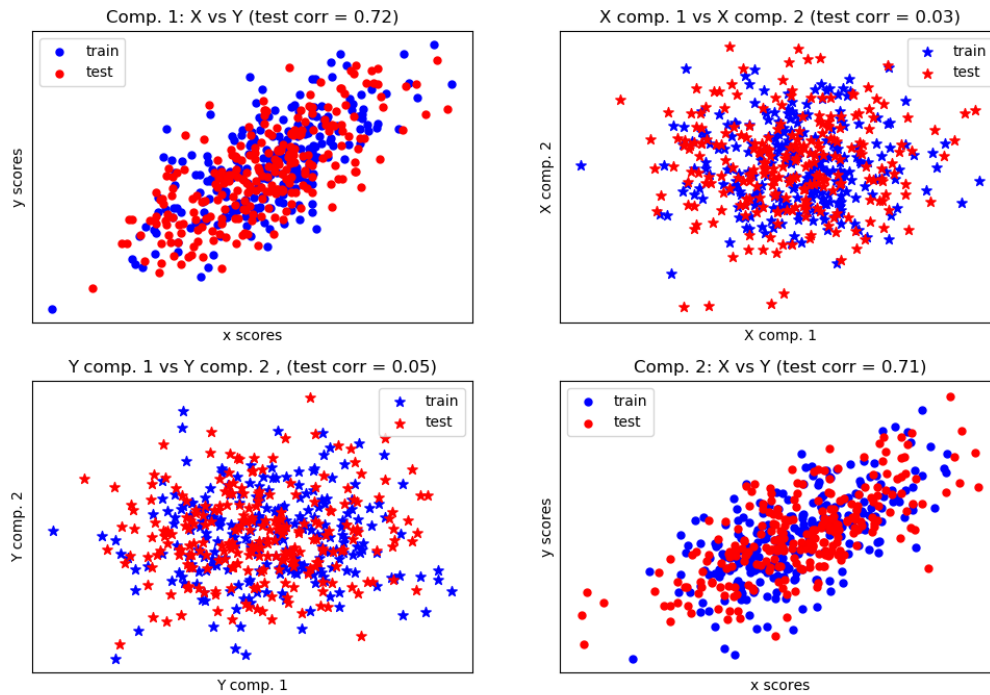 Comp. 1: X vs Y (test corr = 0.72)
train
test
y scores
x scores
X comp. 1 vs X comp. 2 (test corr = 0.03)
train
test
X comp. 2
X comp. 1
Y comp. 1 vs Y comp. 2 , (test corr = 0.05)
train
test
Y comp. 2
Y comp. 1
Comp. 2: X vs Y (test corr = 0.71)
train
test
y scores
x scores